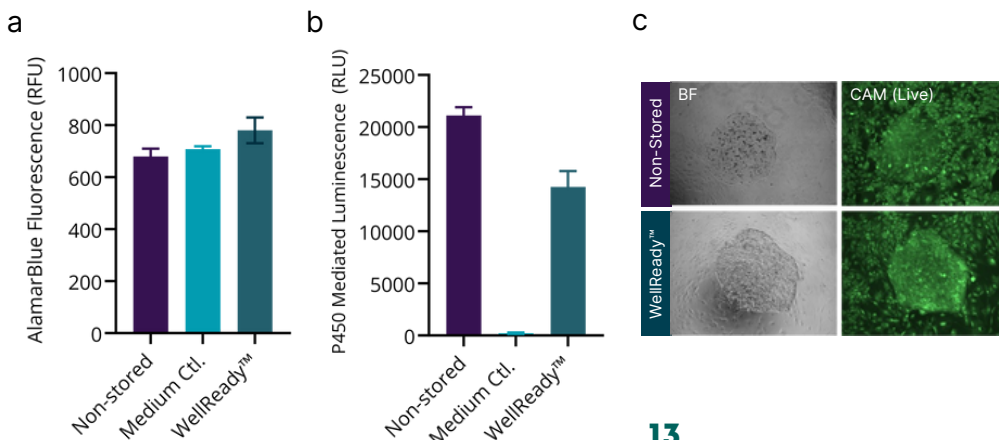 a
b
c
AlamarBlue Fluorescence (RFU)
1000
800
600
400
200
0
Non-stored
Medium Ctl.
WellReady™
P450 Mediated Luminescence (RLU)
25000
20000
15000
10000
5000
0
Non-stored
Medium Ctl.
WellReady™
Non-Stored
BF
CAM (Live)
WellReady™
13